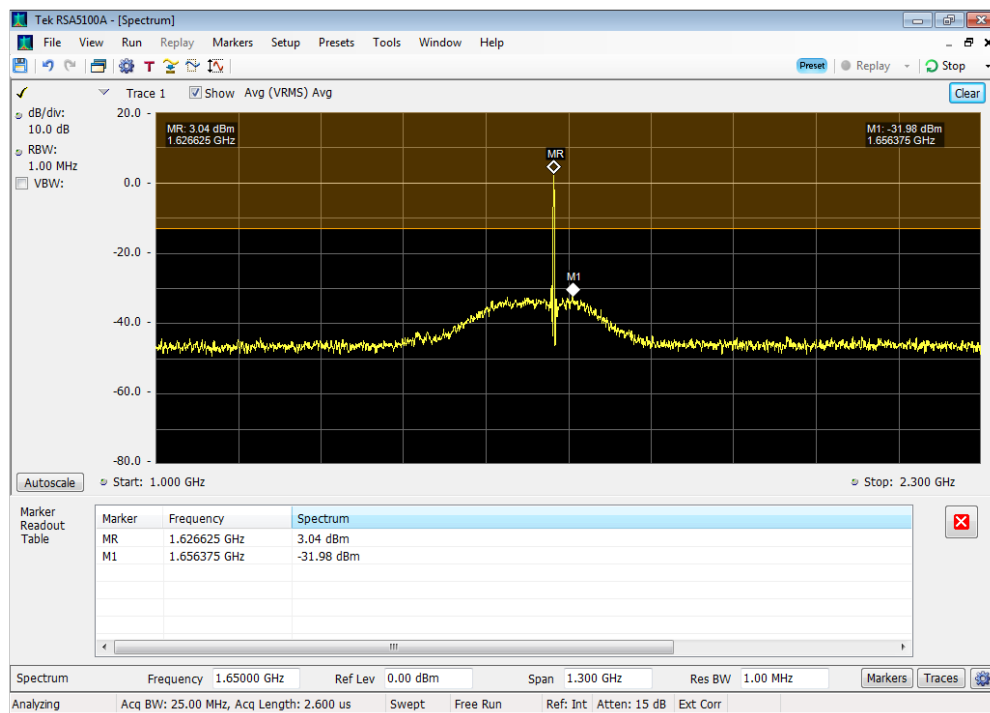 Tek RSA5100A - [Spectrum]
File View Run Replay Markers Setup Presets Tools Window Help
T Preset Replay Stop
Trace 1 Show Avg (VRMS) Avg Clear
dB/div:
10.0 dB
RBW:
1.00 MHz
VBW:
20.0
0.0
-20.0
-40.0
-60.0
-80.0
MR: 3.04 dBm
1.626625 GHz
M1: -31.98 dBm
1.656375 GHz
MR
M1
Autoscale Start: 1.000 GHz Stop: 2.300 GHz
Marker
Readout
Table
Marker Frequency Spectrum
MR 1.626625 GHz 3.04 dBm
M1 1.656375 GHz -31.98 dBm
Spectrum Frequency 1.65000 GHz Ref Lev 0.00 dBm Span 1.300 GHz Res BW 1.00 MHz Markers Traces
Analyzing Acq BW: 25.00 MHz, Acq Length: 2.600 us Swept Free Run Ref: Int Atten: 15 dB Ext Corr